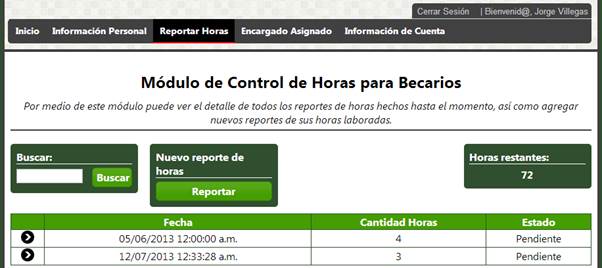 Cerrar Sesión | Bienvenid@, Jorge Villegas
Inicio Información Personal Reportar Horas Encargado Asignado Información de Cuenta
Módulo de Control de Horas para Becarios
Por medio de este módulo puede ver el detalle de todos los reportes de horas hechos hasta el momento, así como agregar
nuevos reportes de sus horas laboradas.
Buscar:
Buscar
Nuevo reporte de
horas
Reportar
Horas restantes:
72
Fecha Cantidad Horas Estado
05/06/2013 12:00:00 a.m. 4 Pendiente
12/07/2013 12:33:28 a.m. 3 Pendiente